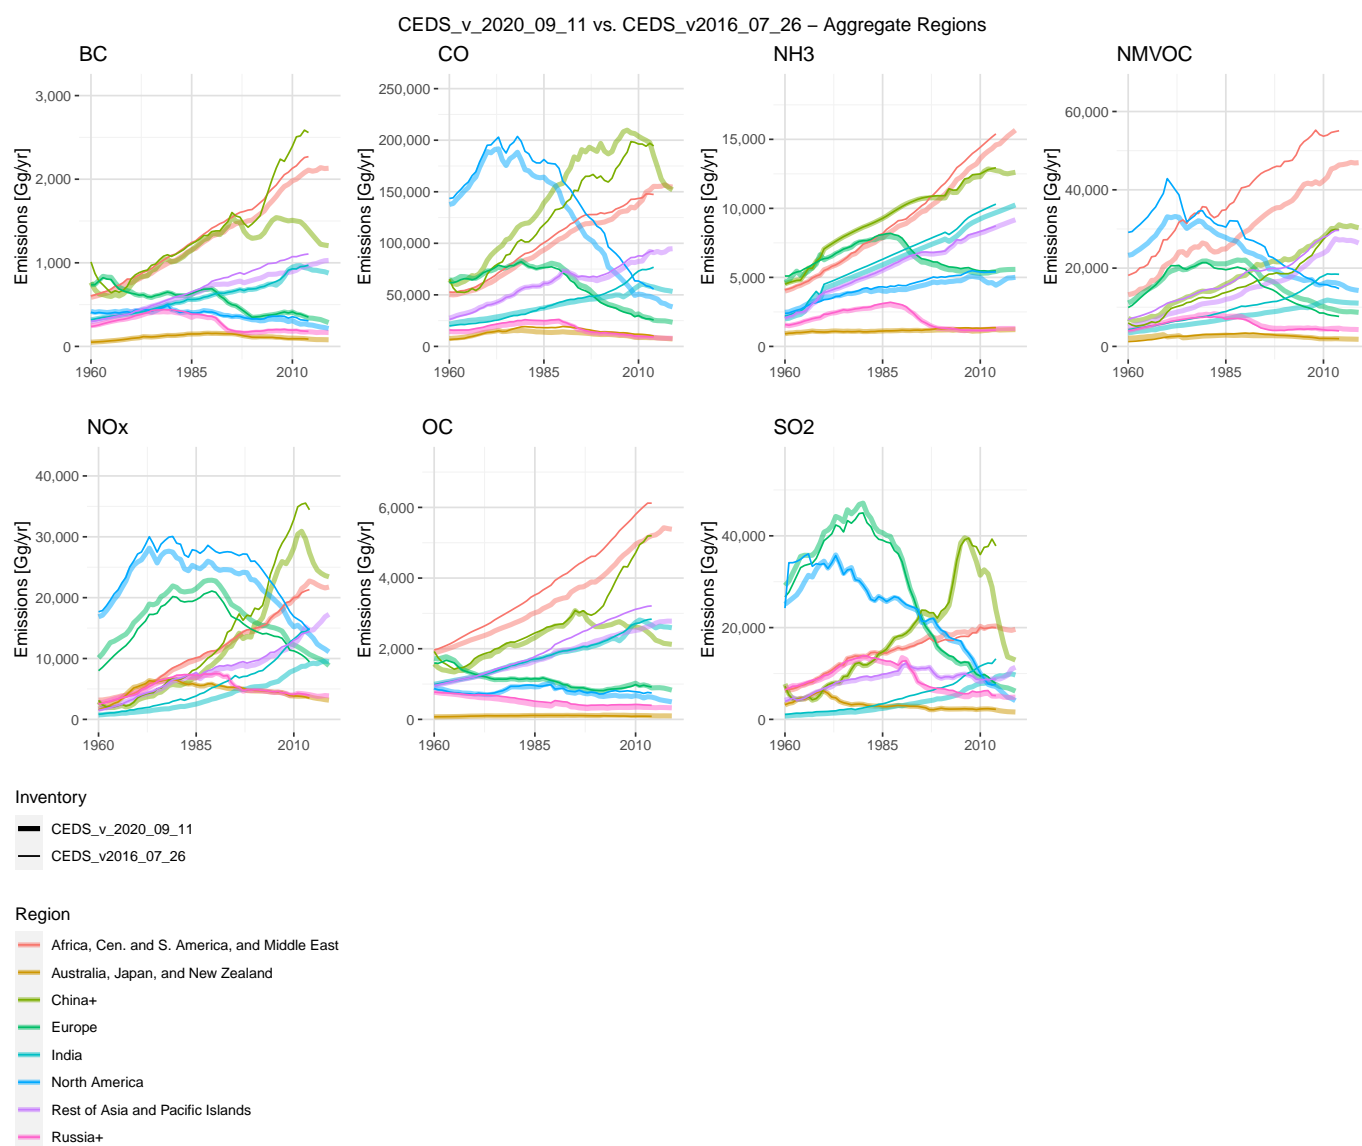 CEDS_v_2020_09_11 vs. CEDS_v2016_07_26 – Aggregate Regions
BC
Emissions [Gg/yr]
3,000
2,000
1,000
0
1960 1985 2010
CO
Emissions [Gg/yr]
250,000
200,000
150,000
100,000
50,000
0
1960 1985 2010
NH3
Emissions [Gg/yr]
15,000
10,000
5,000
0
1960 1985 2010
NMVOC
Emissions [Gg/yr]
60,000
40,000
20,000
0
1960 1985 2010
NOx
Emissions [Gg/yr]
40,000
30,000
20,000
10,000
0
1960 1985 2010
OC
Emissions [Gg/yr]
6,000
4,000
2,000
0
1960 1985 2010
SO2
Emissions [Gg/yr]
40,000
20,000
0
1960 1985 2010
Inventory
CEDS_v_2020_09_11
CEDS_v2016_07_26
Region
Africa, Cen. and S. America, and Middle East
Australia, Japan, and New Zealand
China+
Europe
India
North America
Rest of Asia and Pacific Islands
Russia+